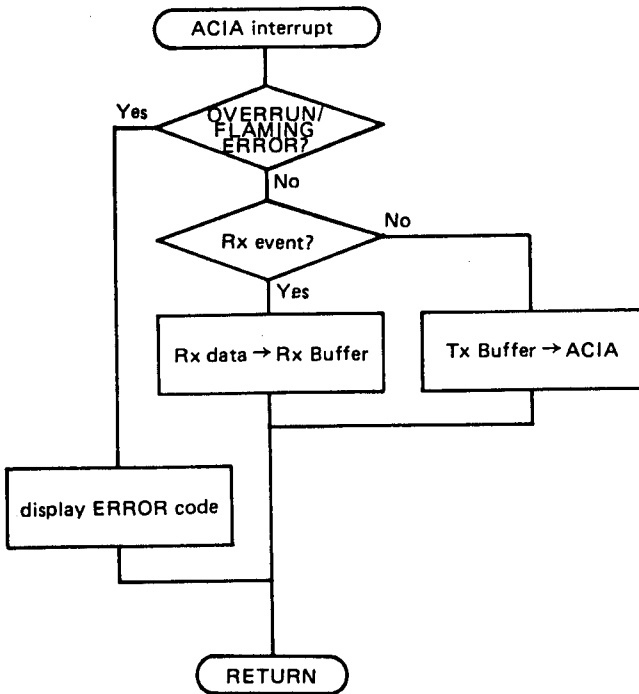 ACIA interrupt
Yes
OVERRUN/
FLAMING
ERROR?
No
Rx event?
No
Yes
Rx data → Rx Buffer
Tx Buffer → ACIA
display ERROR code
RETURN